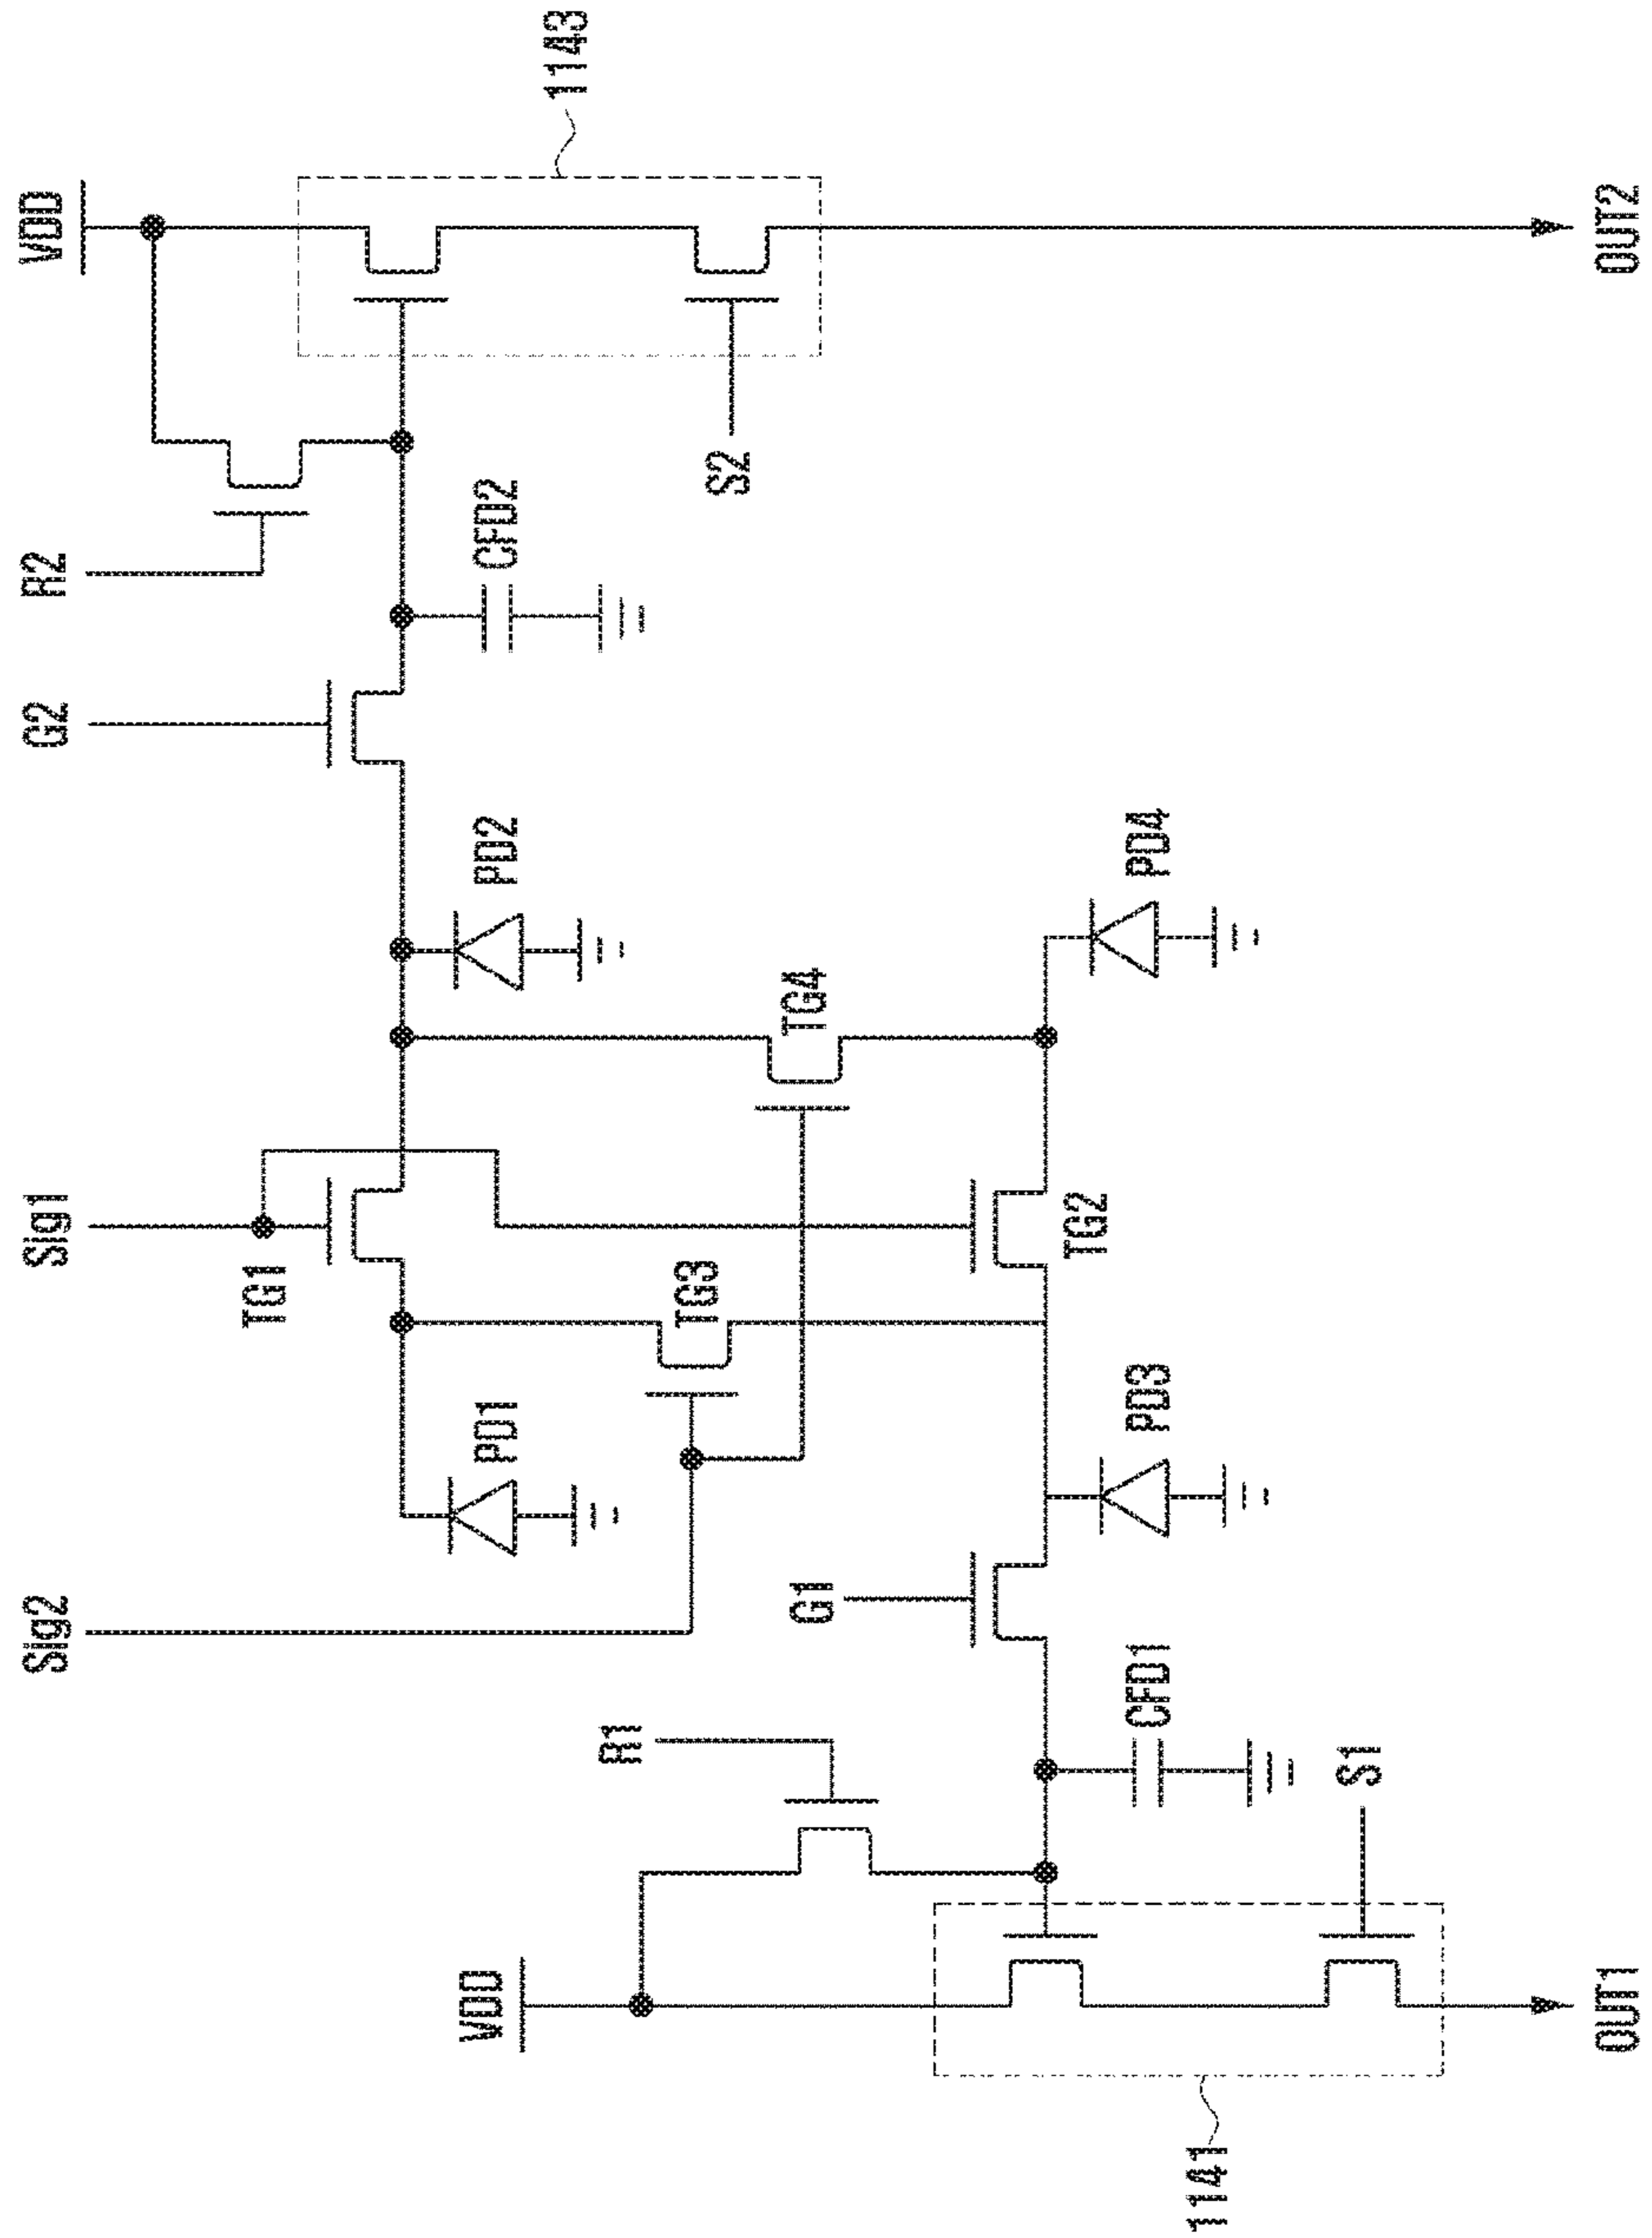 Sig2
Sig1
G2
R2
VDD
TG1
VDD
PD1
PD2
CFD2
1143
R1
TG3
S2
G1
TG4
TG2
CFD1
PD3
PD4
1141
S1
OUT1
OUT2